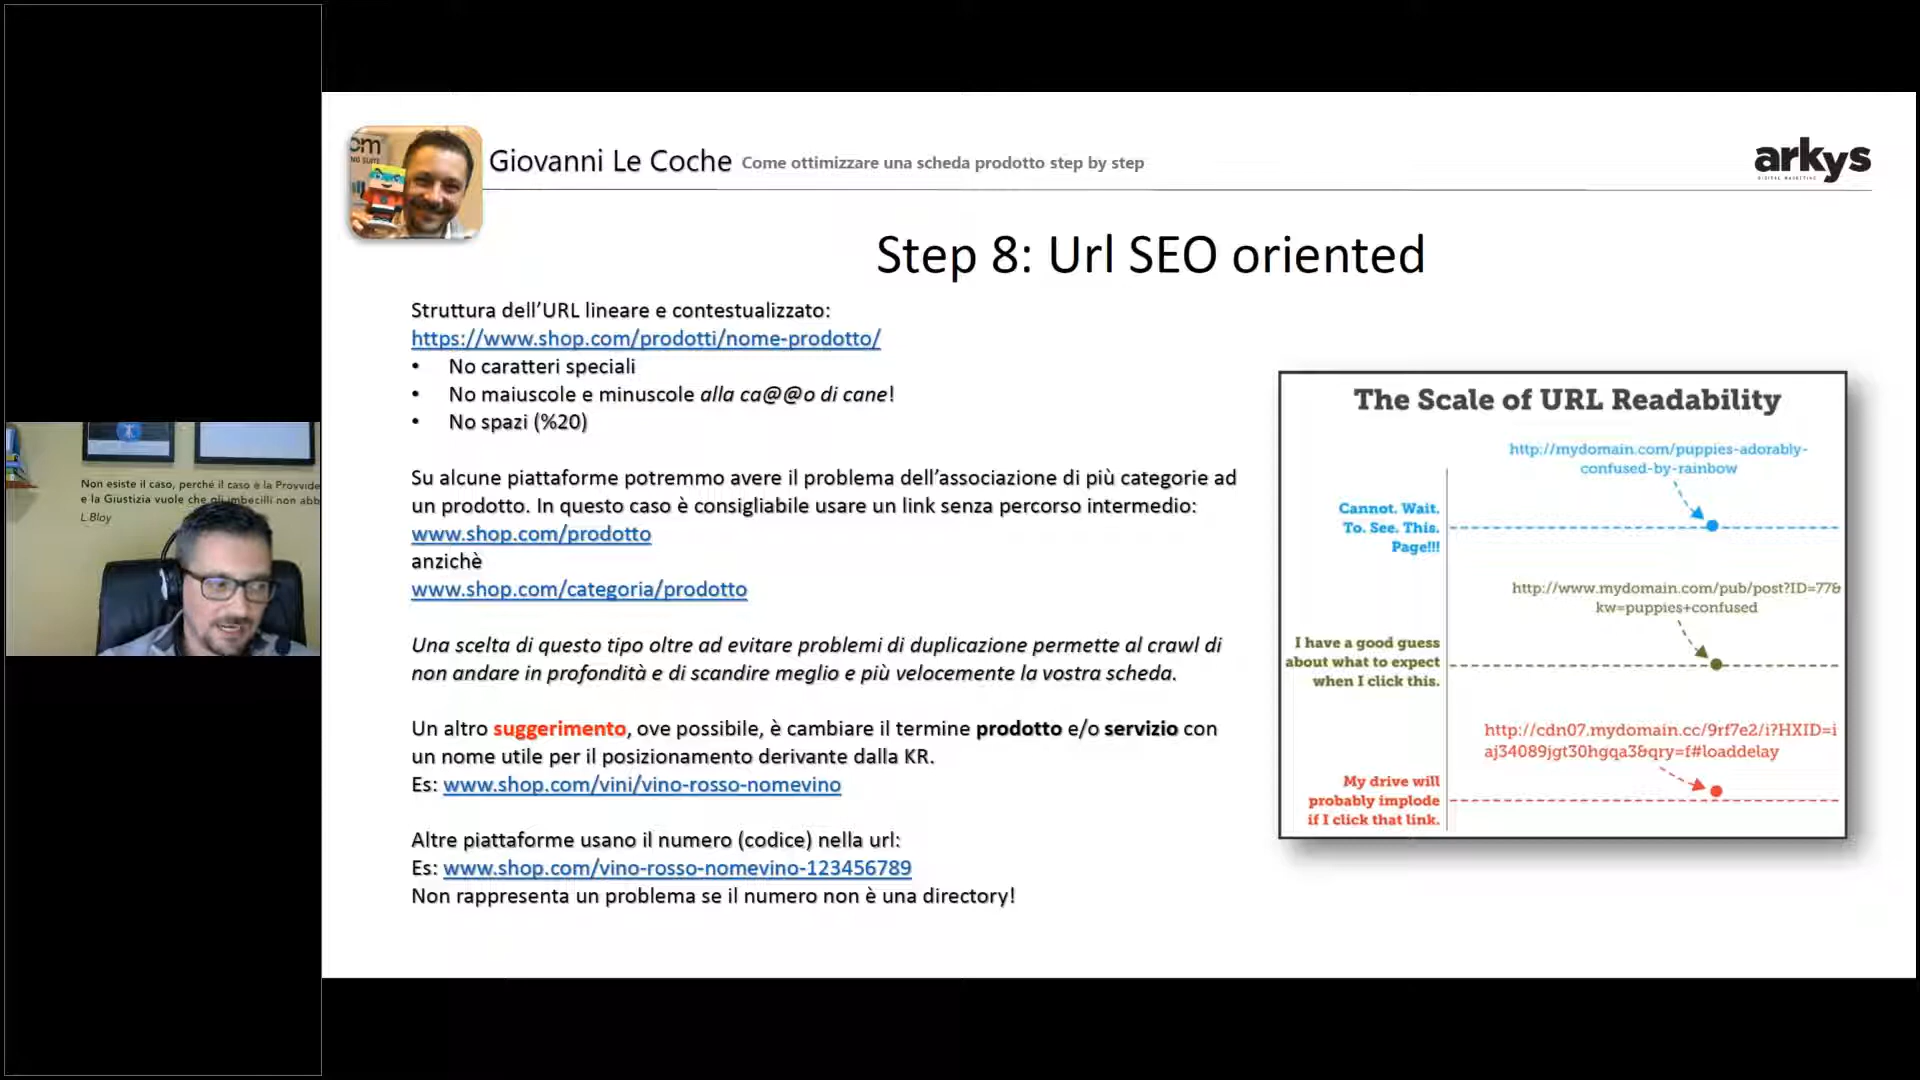 Giovanni Le Coche Come ottimizzare una scheda prodotto step by step
arkys
Step 8: Url SEO oriented
Struttura dell’URL lineare e contestualizzato:
https://www.shop.com/prodotti/nome-prodotto/
• No caratteri speciali
• No maiuscole e minuscole alla ca@@o di cane!
• No spazi (%20)
Su alcune piattaforme potremmo avere il problema dell’associazione di più categorie ad
un prodotto. In questo caso è consigliabile usare un link senza percorso intermedio:
www.shop.com/prodotto
anzichè
www.shop.com/categoria/prodotto
Una scelta di questo tipo oltre ad evitare problemi di duplicazione permette al crawl di
non andare in profondità e di scandire meglio e più velocemente la vostra scheda.
Un altro suggerimento, ove possibile, è cambiare il termine prodotto e/o servizio con
un nome utile per il posizionamento derivante dalla KR.
Es: www.shop.com/vini/vino-rosso-nomevino
Altre piattaforme usano il numero (codice) nella url:
Es: www.shop.com/vino-rosso-nomevino-123456789
Non rappresenta un problema se il numero non è una directory!
The Scale of URL Readability
http://mydomain.com/puppies-adorably-
confused-by-rainbow
Cannot. Wait.
To. See. This.
Page!!!
http://www.mydomain.com/pub/post?ID=77&
kw=puppies+confused
I have a good guess
about what to expect
when I click this.
http://cdn07.mydomain.cc/9rf7e2/i?HXID=i
aj34089jgt30hgqa3&qry=f#loaddelay
My drive will
probably implode
if I click that link.
Non esiste il caso, perché il caso è la Provvide
e la Giustizia vuole che gli imbecilli non abb
L.Bloy